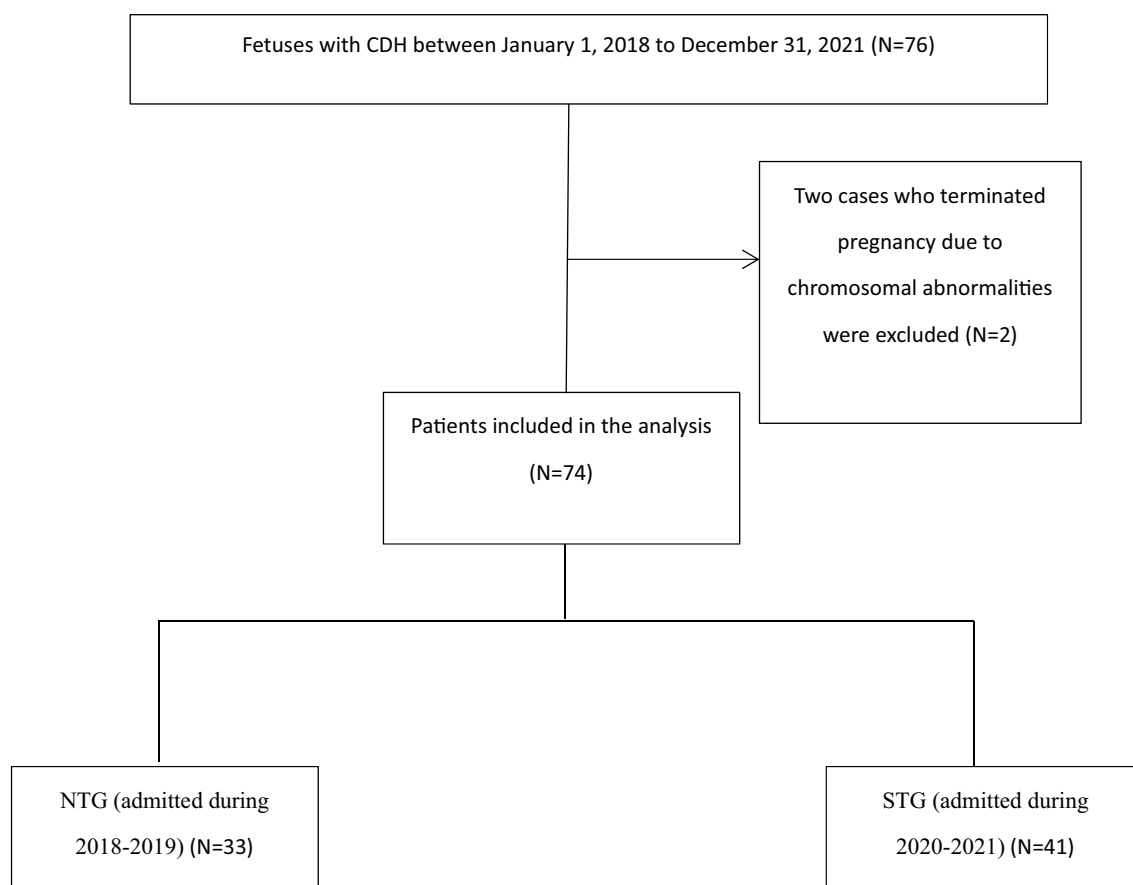 Fetuses with CDH between January 1, 2018 to December 31, 2021 (N=76)
Two cases who terminated
pregnancy due to
chromosomal abnormalities
were excluded (N=2)
Patients included in the analysis
(N=74)
NTG (admitted during
2018-2019) (N=33)
STG (admitted during
2020-2021) (N=41)